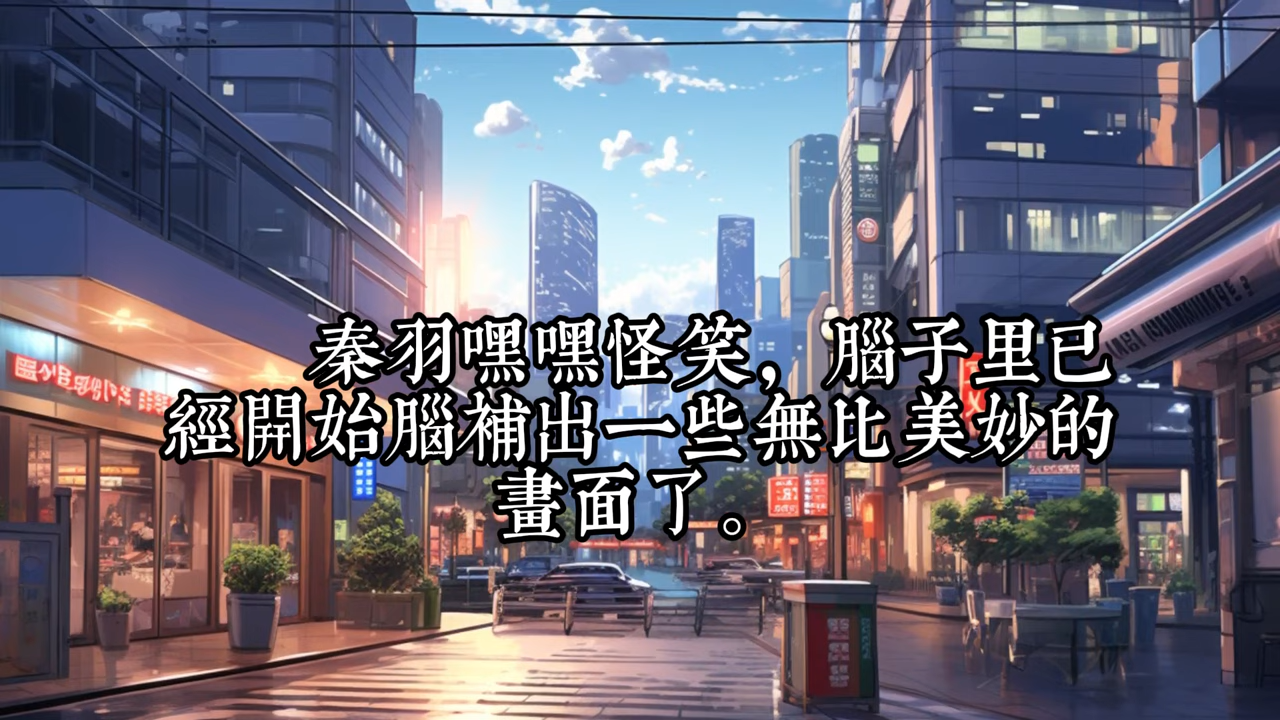 秦羽嘿嘿怪笑，腦子里已
經開始腦補出一些無比美妙的
畫面了。